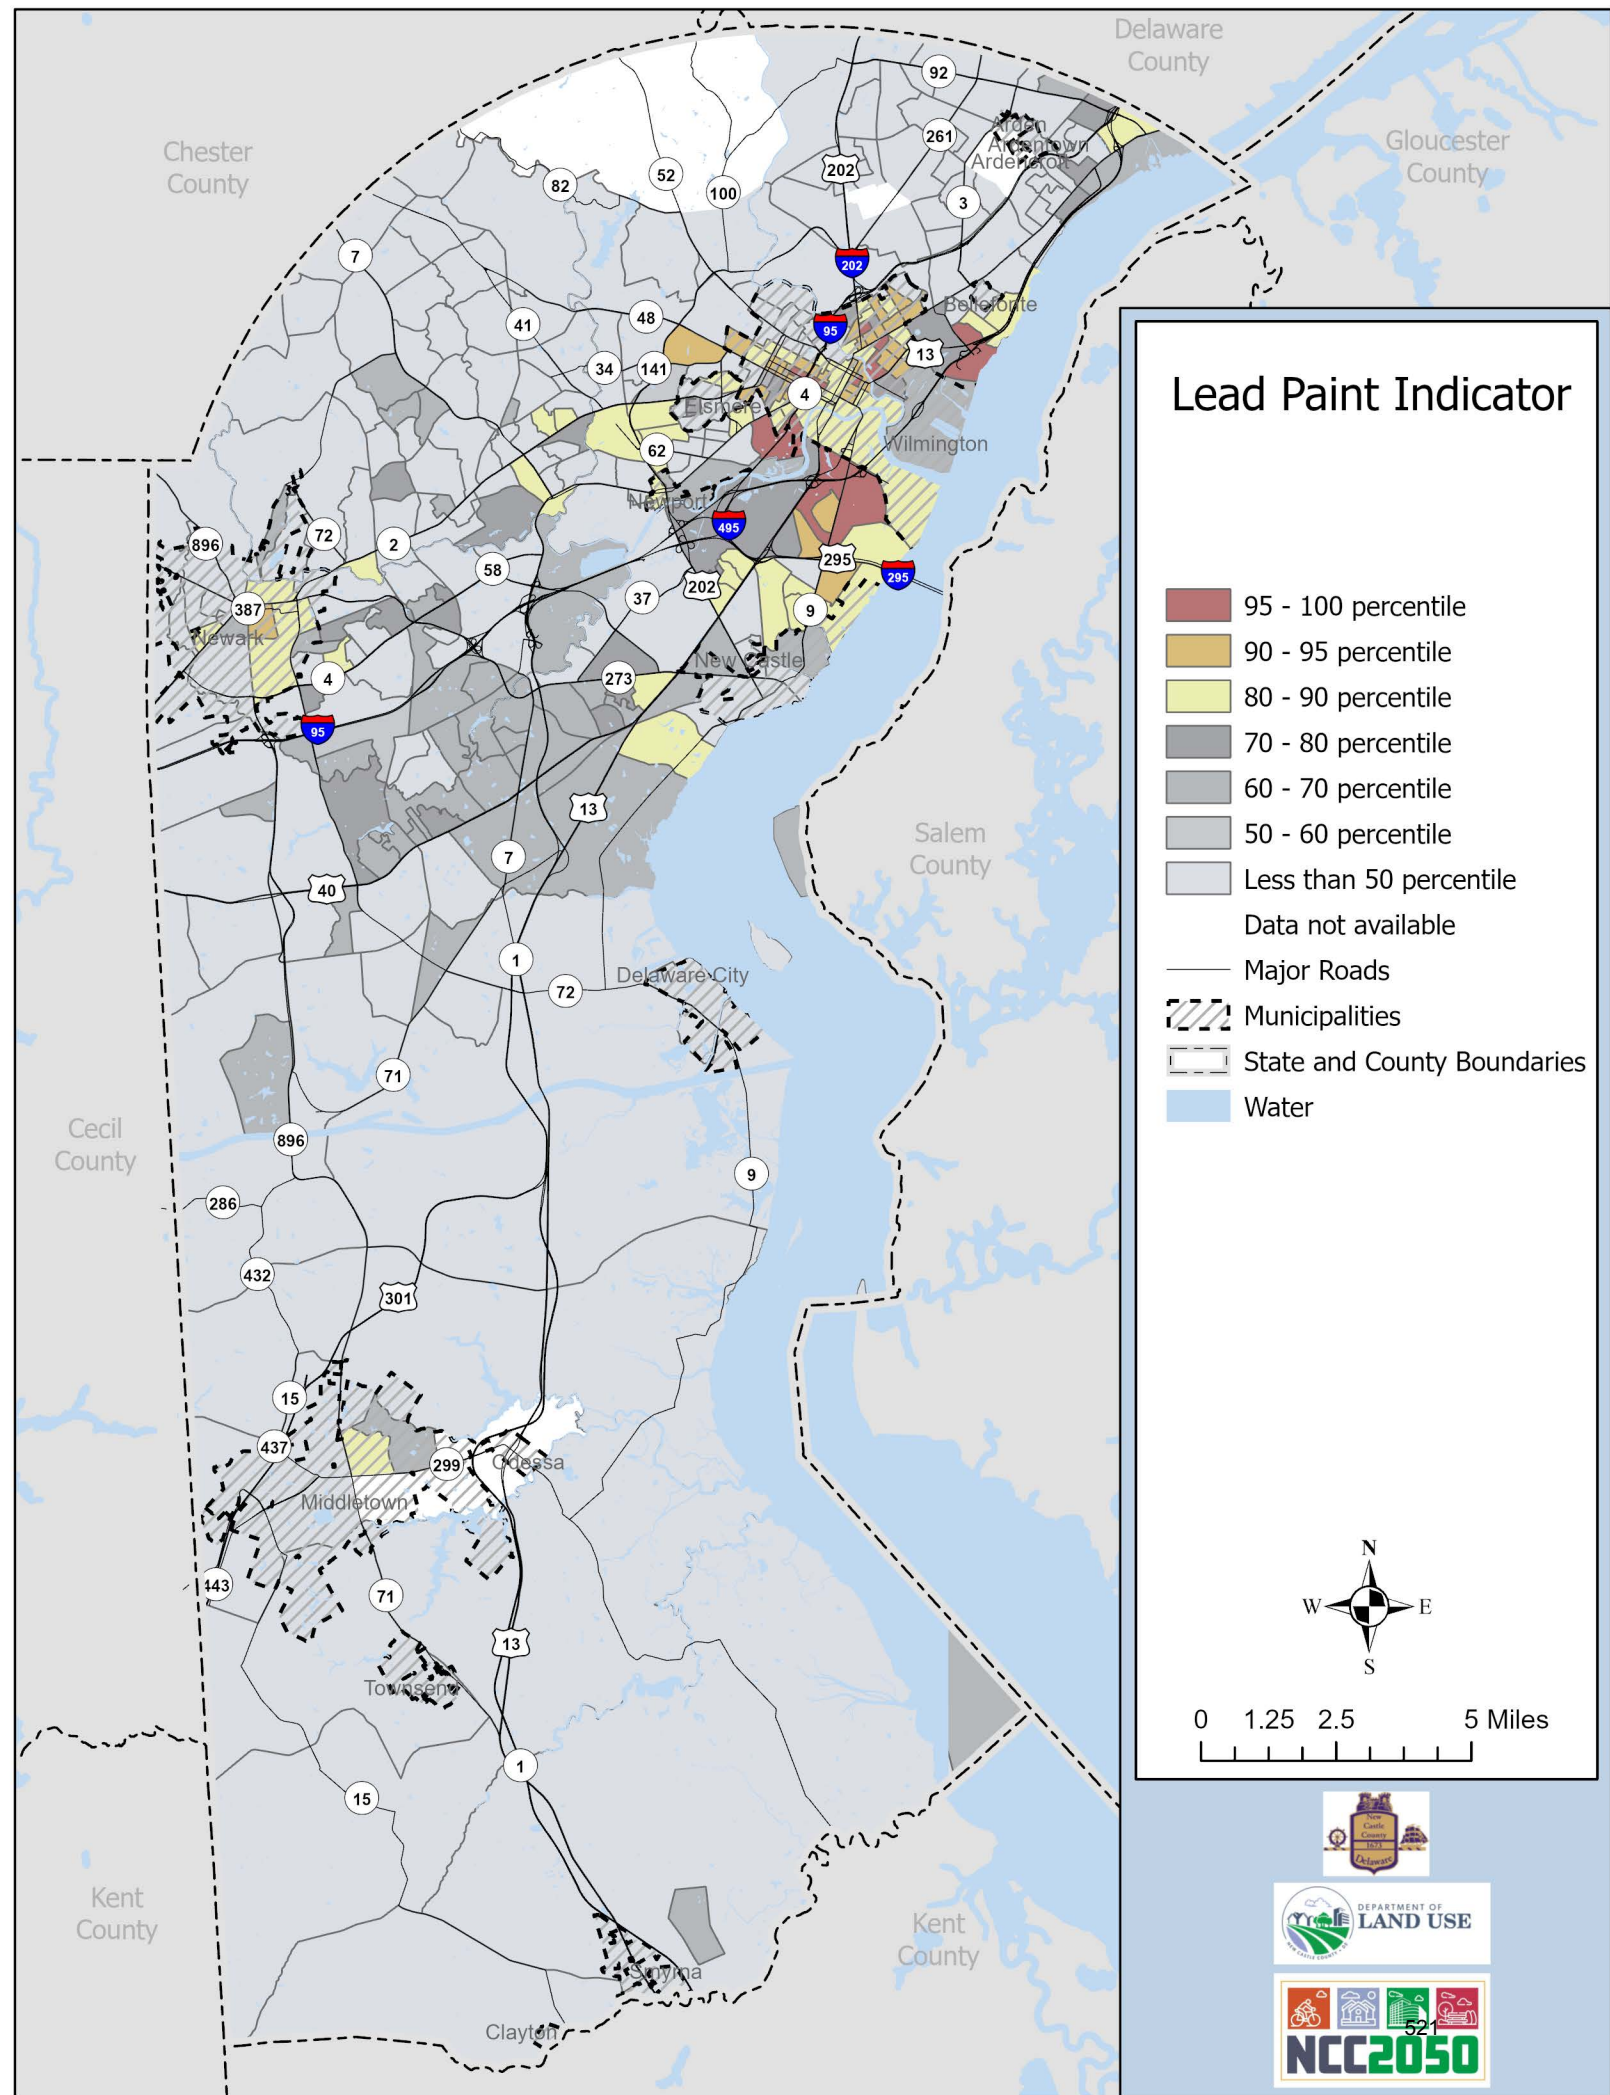 Delaware
County
Chester
County
Gloucester
County
92
Arden
Ardentown
Ardencroft
261
202
52
100
82
3
7
202
Bellefonte
41
48
95
13
34
141
4
Elsmere
Wilmington
62
Newport
495
896
72
2
295
295
58
202
37
9
387
Newark
New Castle
4
273
95
13
Salem
County
7
40
1
Delaware City
72
71
Cecil
County
896
9
286
432
301
15
437
299
Odessa
Middletown
443
71
13
Townsend
1
15
Kent
County
Kent
County
Smyrna
Clayton
Lead Paint Indicator
95 - 100 percentile
90 - 95 percentile
80 - 90 percentile
70 - 80 percentile
60 - 70 percentile
50 - 60 percentile
Less than 50 percentile
Data not available
Major Roads
Municipalities
State and County Boundaries
Water
N
W E
S
0 1.25 2.5 5 Miles
New
Castle
County
1673
Delaware
DEPARTMENT OF
LAND USE
521
NCC2050